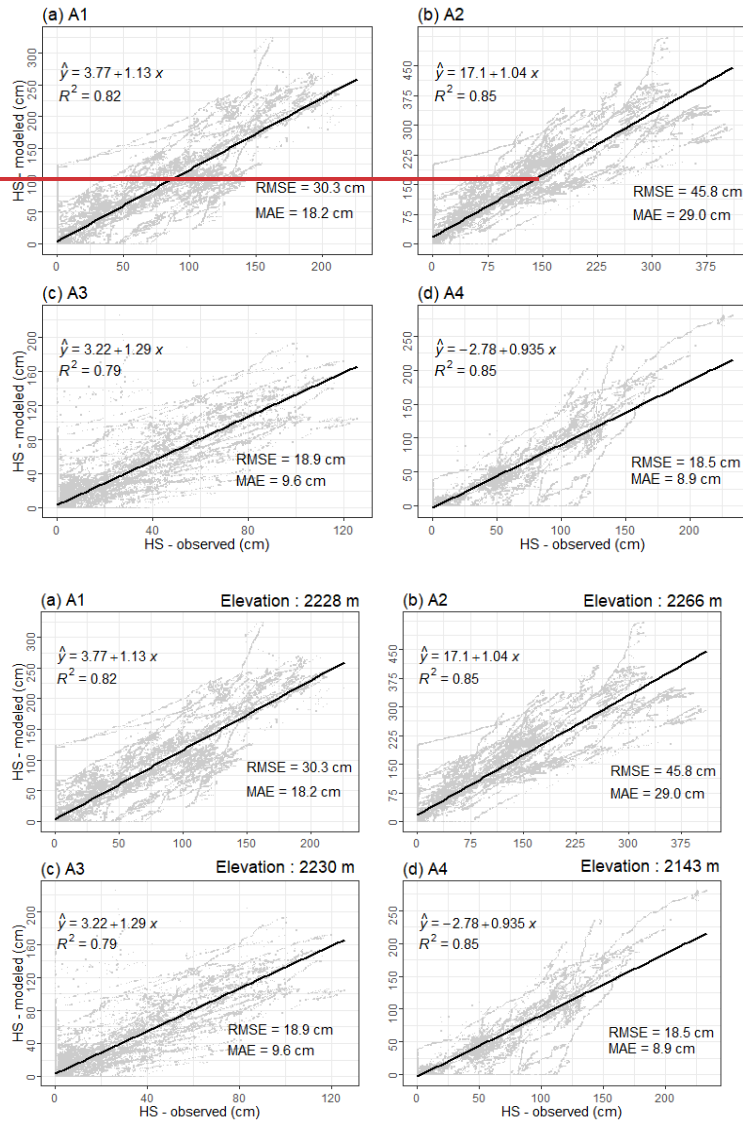 (a) A1
(b) A2
ŷ = 3.77 + 1.13 x
R² = 0.82
RMSE = 30.3 cm
MAE = 18.2 cm
HS - modeled (cm)
0 50 100 150 200 250 300
0 50 100 150 200
ŷ = 17.1 + 1.04 x
R² = 0.85
RMSE = 45.8 cm
MAE = 29.0 cm
0 75 150 225 300 375 450
0 75 150 225 300 375
(c) A3
(d) A4
ŷ = 3.22 + 1.29 x
R² = 0.79
RMSE = 18.9 cm
MAE = 9.6 cm
HS - modeled (cm)
0 40 80 120 160 200
0 40 80 120
HS - observed (cm)
ŷ = −2.78 + 0.935 x
R² = 0.85
RMSE = 18.5 cm
MAE = 8.9 cm
0 50 100 150 200 250
0 50 100 150 200
HS - observed (cm)
(a) A1 Elevation : 2228 m
(b) A2 Elevation : 2266 m
ŷ = 3.77 + 1.13 x
R² = 0.82
RMSE = 30.3 cm
MAE = 18.2 cm
HS - modeled (cm)
0 50 100 150 200 250 300
0 50 100 150 200
ŷ = 17.1 + 1.04 x
R² = 0.85
RMSE = 45.8 cm
MAE = 29.0 cm
0 75 150 225 300 375 450
0 75 150 225 300 375
(c) A3 Elevation : 2230 m
(d) A4 Elevation : 2143 m
ŷ = 3.22 + 1.29 x
R² = 0.79
RMSE = 18.9 cm
MAE = 9.6 cm
HS - modeled (cm)
0 40 80 120 160 200
0 40 80 120
HS - observed (cm)
ŷ = −2.78 + 0.935 x
R² = 0.85
RMSE = 18.5 cm
MAE = 8.9 cm
0 50 100 150 200 250
0 50 100 150 200
HS - observed (cm)